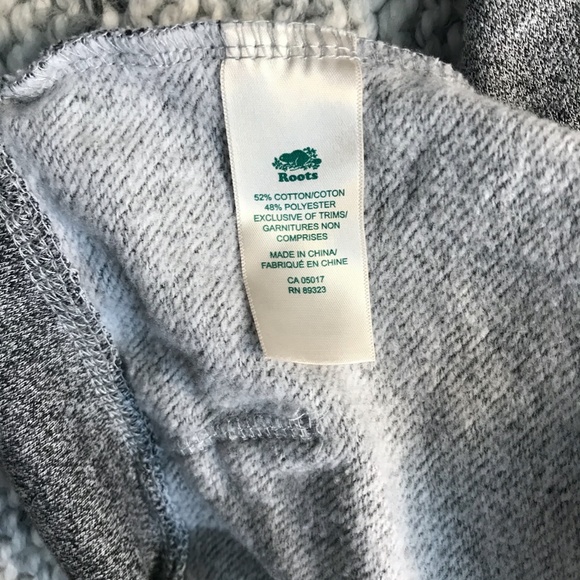 Roots
52% COTTON/COTON
48% POLYESTER
EXCLUSIVE OF TRIMS/
GARNITURES NON
COMPRISES
MADE IN CHINA/
FABRIQUÉ EN CHINE
CA 05017
RN 89323